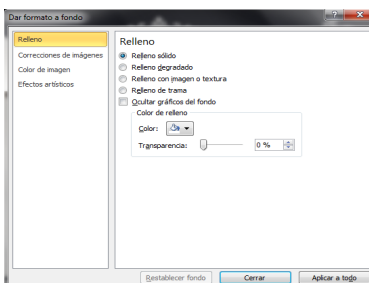 Dar formato a fondo
Relleno
Correcciones de imágenes
Color de imagen
Efectos artísticos
Relleno
Relleno sólido
Relleno degradado
Relleno con imagen o textura
Relleno de trama
Ocultar gráficos del fondo
Color de relleno
Color:
Transparencia: 0 %
Restablecer fondo Cerrar Aplicar a todo